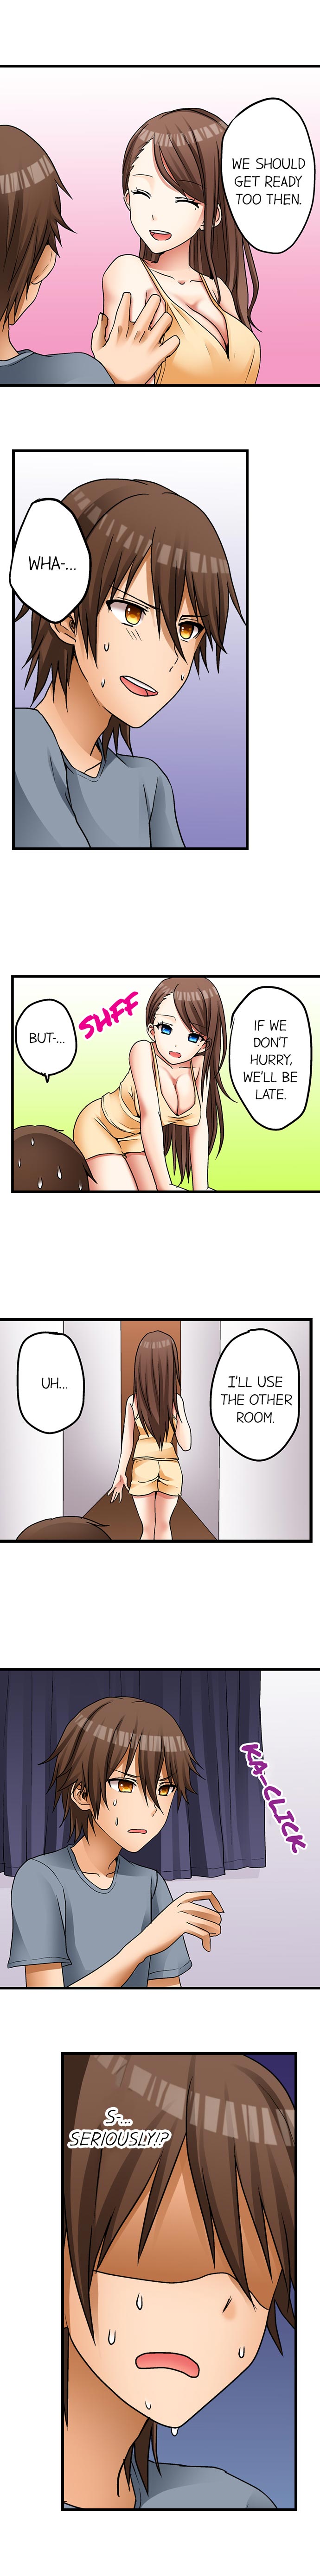 WE SHOULD
GET READY
TOO THEN.
WHA-...
BUT-...
SHFF
IF WE
DON'T
HURRY,
WE'LL BE
LATE.
UH...
I'LL USE
THE OTHER
ROOM.
KA-CLICK
S-...
SERIOUSLY!?